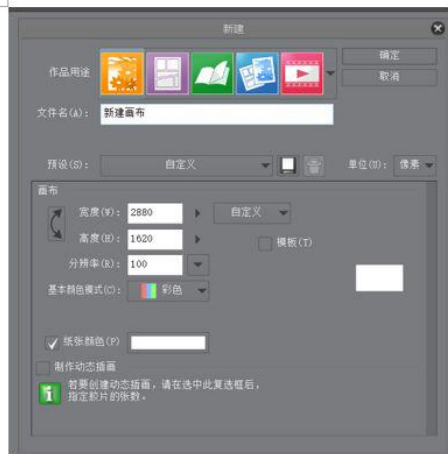 新建
确定
作品用途
取消
文件名(A): 新建画布
预设(S): 自定义 单位(U): 像素
画布
宽度(W): 2880 自定义
高度(H): 1620 模板(T)
分辨率(R): 100
基本颜色模式(C): 彩色
纸张颜色(P)
制作动态插画
若要创建动态插画，请在选中此复选框后，
指定胶片的张数。